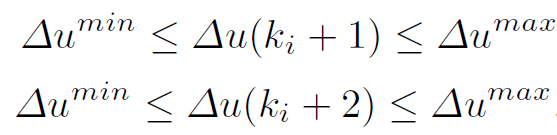 Δu^{min} ≤ Δu(k_i + 1) ≤ Δu^{max}
Δu^{min} ≤ Δu(k_i + 2) ≤ Δu^{max}.